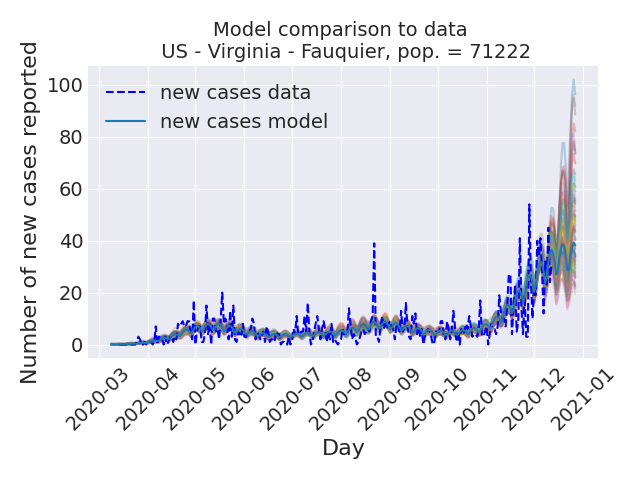 Model comparison to data
US - Virginia - Fauquier, pop. = 71222
Number of new cases reported
100
80
60
40
20
0
new cases data
new cases model
2020-03
2020-04
2020-05
2020-06
2020-07
2020-08
2020-09
2020-10
2020-11
2020-12
2021-01
Day